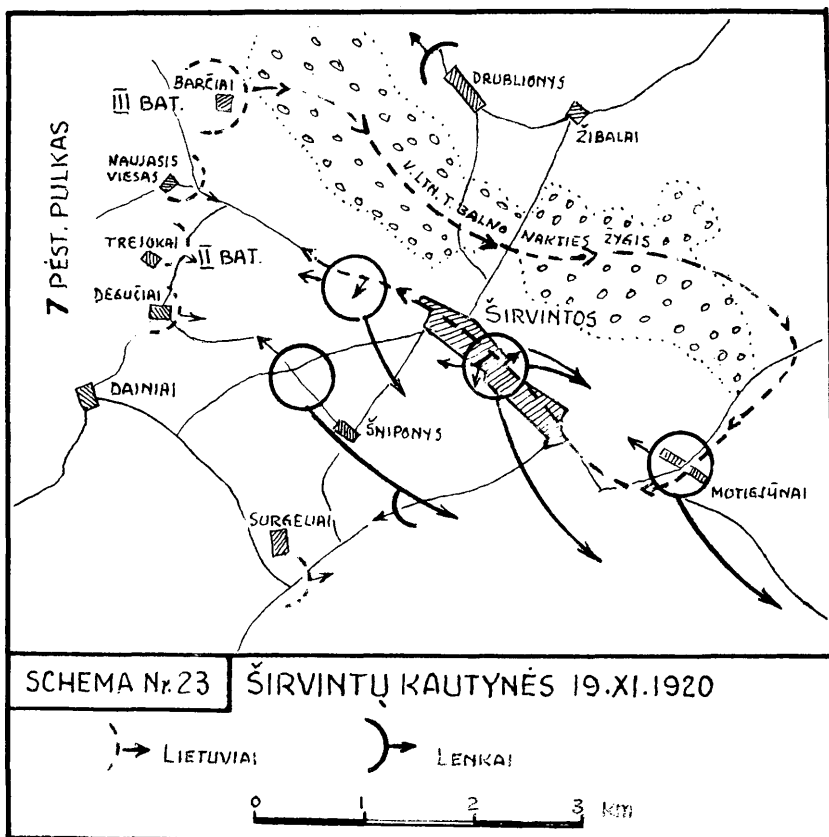 BARČIAI
III BAT.
DRUBLIONYS
ŽIBALAI
NAUJASIS
VIESAS
7 PĖST. PULKAS
V. LTN. T. BALNO NAKTIES ŽYGIS
TREJOKAI
II BAT.
DEGUČIAI
ŠIRVINTOS
DAINIAI
ŠNIPONYS
MOTIEJŪNAI
SURGĖLIAI
SCHEMA Nr. 23
ŠIRVINTŲ KAUTYNĖS 19.XI.1920
LIETUVIAI
LENKAI
0 1 2 3 KM